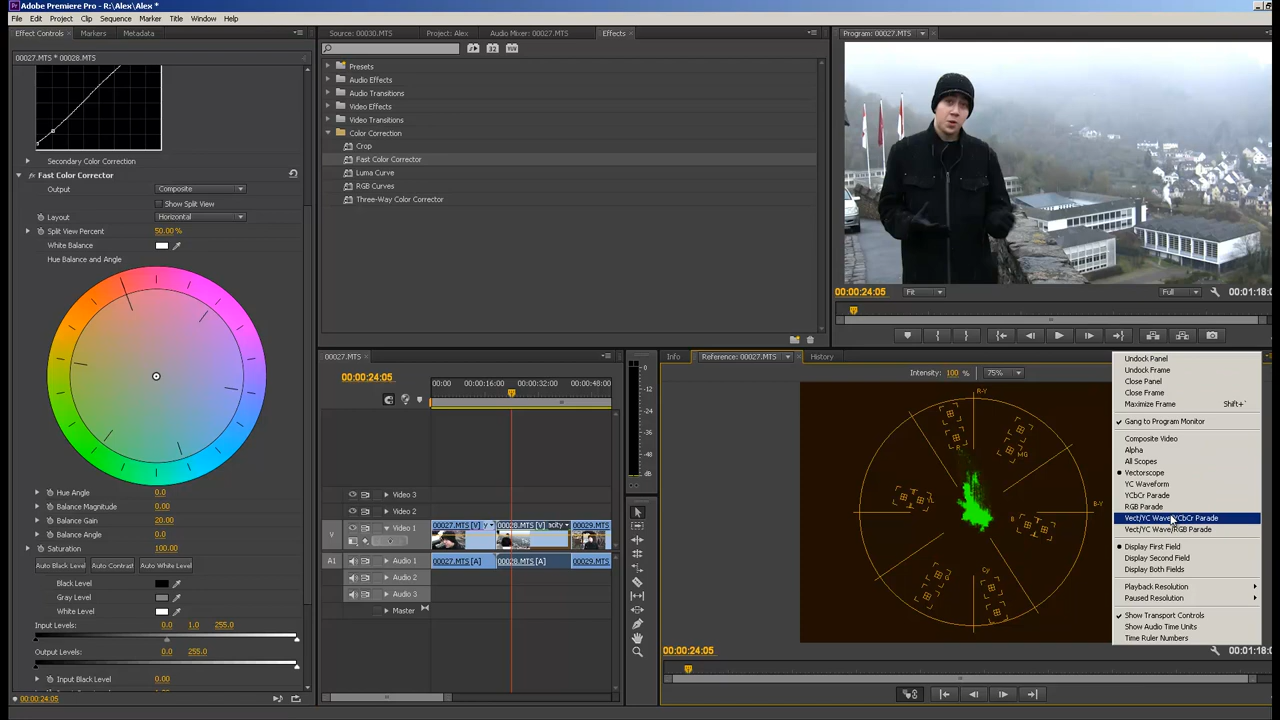 Adobe Premiere Pro - R:\Alex\Alex *
File Edit Project Clip Sequence Marker Title Window Help
Effect Controls Markers Metadata
00027.MTS * 00028.MTS
Secondary Color Correction
Fast Color Corrector
Output Composite
Show Split View
Layout Horizontal
Split View Percent 50.00 %
White Balance
Hue Balance and Angle
Hue Angle 0.0
Balance Magnitude 0.00
Balance Gain 20.00
Balance Angle 0.0
Saturation 100.00
Auto Black Level Auto Contrast Auto White Level
Black Level
Gray Level
White Level
Input Levels 0.0 1.0 255.0
Output Levels 0.0 255.0
Input Black Level 0.00
00:00:24:05
Source: 00030.MTS Project: Alex Audio Mixer: 00027.MTS Effects
Presets
Audio Effects
Audio Transitions
Video Effects
Video Transitions
Color Correction
Crop
Fast Color Corrector
Luma Curve
RGB Curves
Three-Way Color Corrector
Program: 00027.MTS
00:00:24:05 Fit Full 00:01:18:0
00027.MTS
00:00:24:05
00:00 00:00:16:00 00:00:32:00 00:00:48:00
Video 3
Video 2
V Video 1 00027.MTS [V] 00028.MTS [V] acity 00029.MTS
A1 Audio 1 00027.MTS [A] 00028.MTS [A] 00029.MTS
Audio 2
Audio 3
Master
0
-12
-24
-36
-48
dB
Info Reference: 00027.MTS History
Intensity: 100 % 75%
R-Y
R
MG
B-Y
B
00:00:24:05 00:01:18:0
Undock Panel
Undock Frame
Close Panel
Close Frame
Maximize Frame Shift+`
Gang to Program Monitor
Composite Video
Alpha
All Scopes
Vectorscope
YC Waveform
YCbCr Parade
RGB Parade
Vect/YC Wave/YCbCr Parade
Vect/YC Wave/RGB Parade
Display First Field
Display Second Field
Display Both Fields
Playback Resolution
Paused Resolution
Show Transport Controls
Show Audio Time Units
Time Ruler Numbers